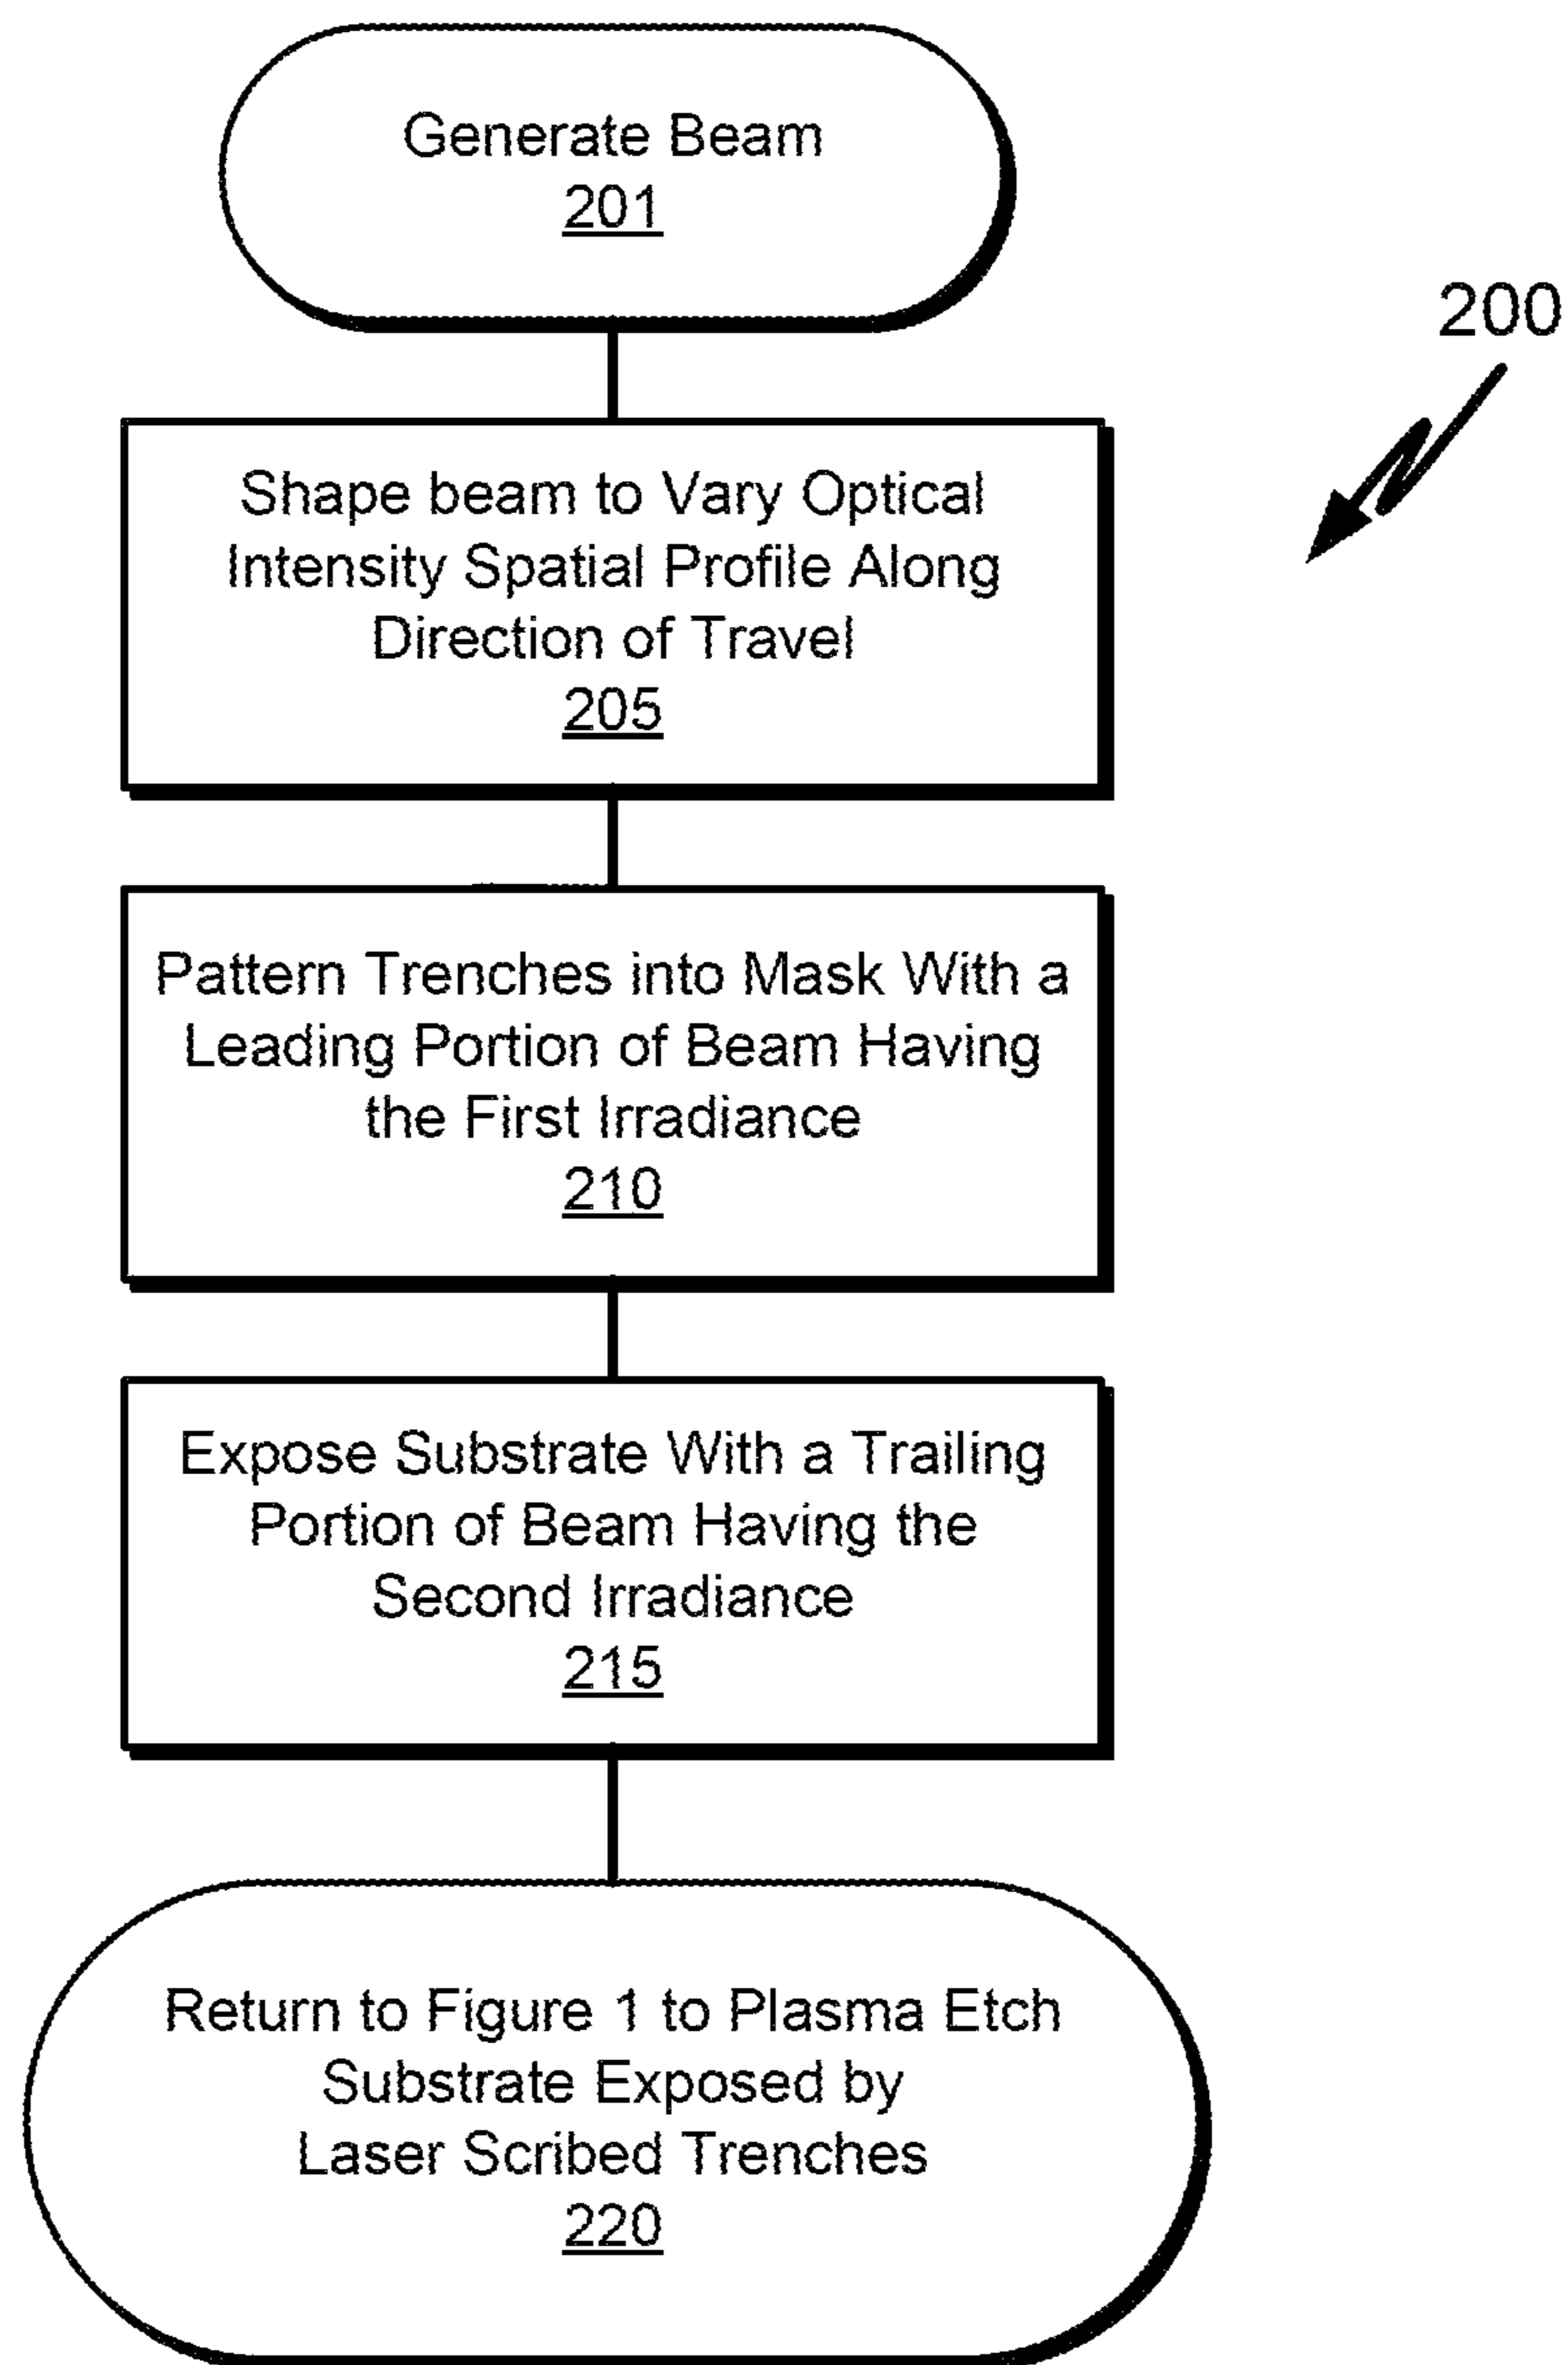 Generate Beam
201
200
Shape beam to Vary Optical
Intensity Spatial Profile Along
Direction of Travel
205
Pattern Trenches into Mask With a
Leading Portion of Beam Having
the First Irradiance
210
Expose Substrate With a Trailing
Portion of Beam Having the
Second Irradiance
215
Return to Figure 1 to Plasma Etch
Substrate Exposed by
Laser Scribed Trenches
220